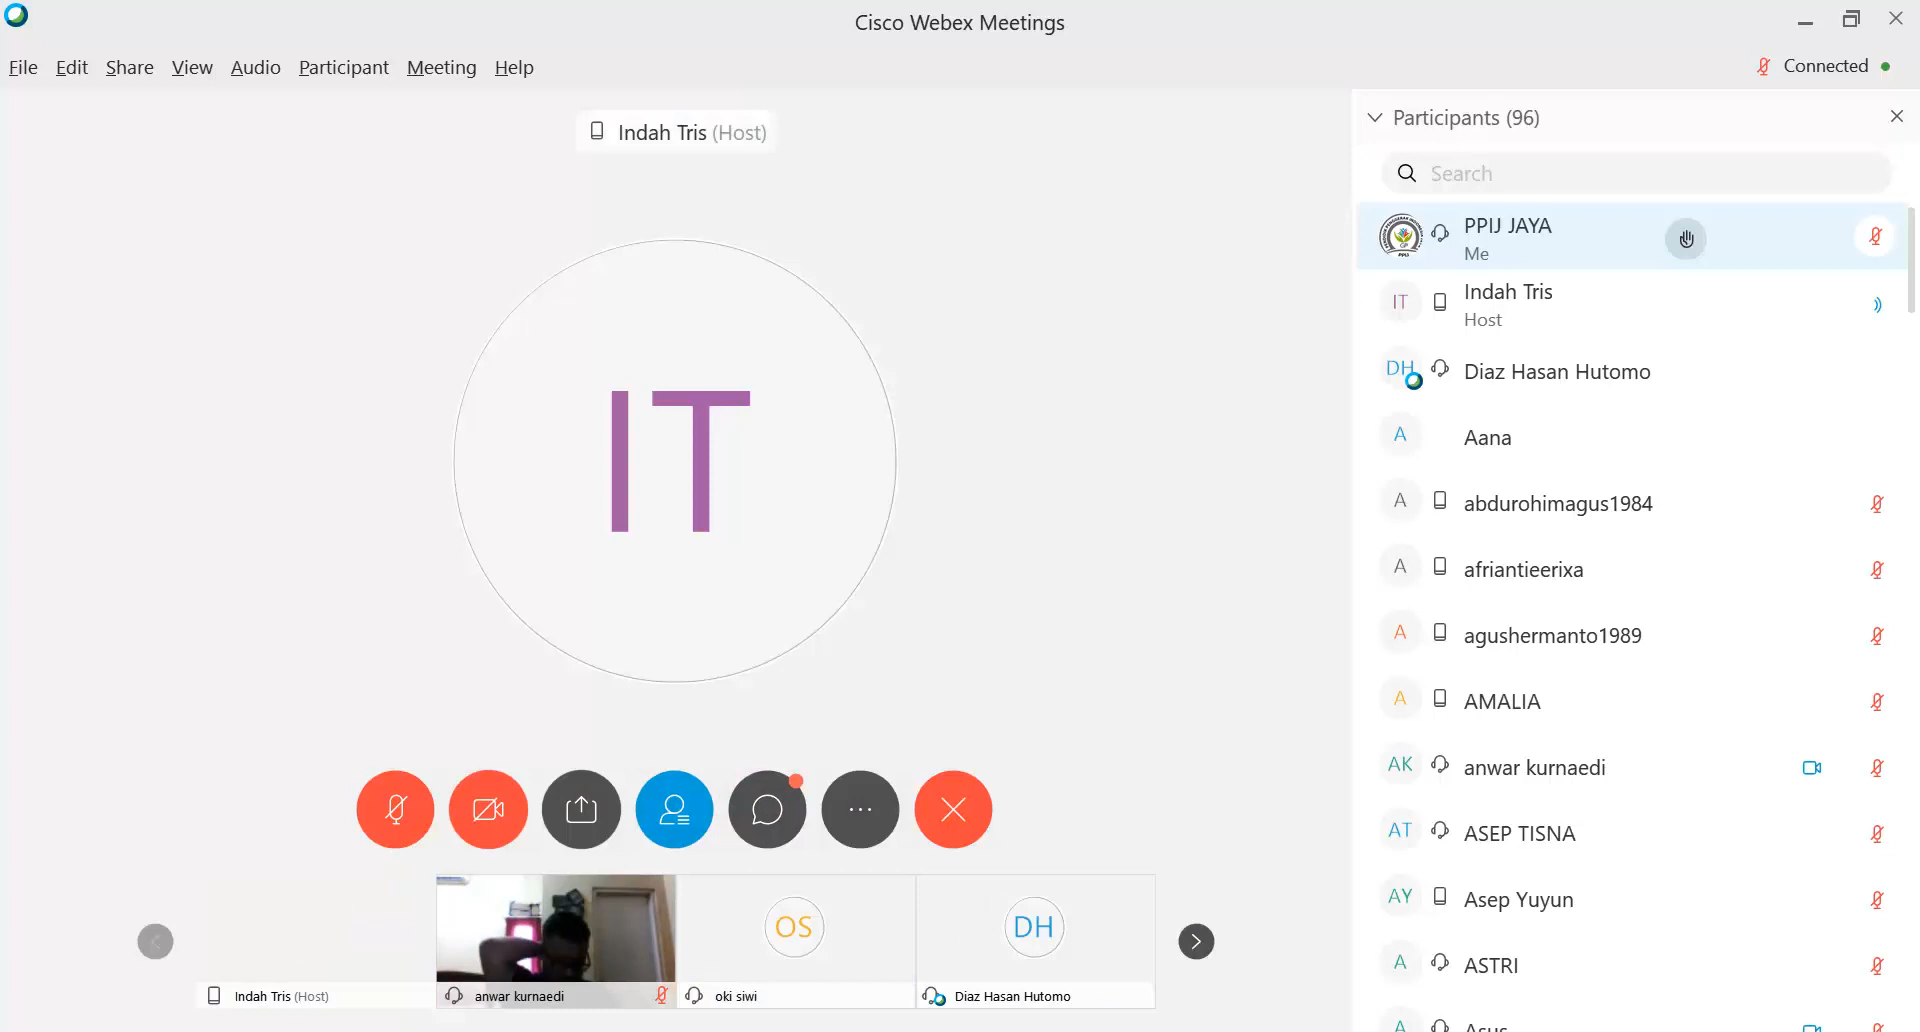 Cisco Webex Meetings
File Edit Share View Audio Participant Meeting Help
Connected
Indah Tris (Host)
IT
Participants (96)
Search
PPIJ JAYA
Me
IT Indah Tris
Host
DH Diaz Hasan Hutomo
A Aana
A abdurohimagus1984
A afriantieerixa
A agushermanto1989
A AMALIA
AK anwar kurnaedi
AT ASEP TISNA
AY Asep Yuyun
A ASTRI
A Asus
OS
DH
Indah Tris (Host)
anwar kurnaedi
oki siwi
Diaz Hasan Hutomo